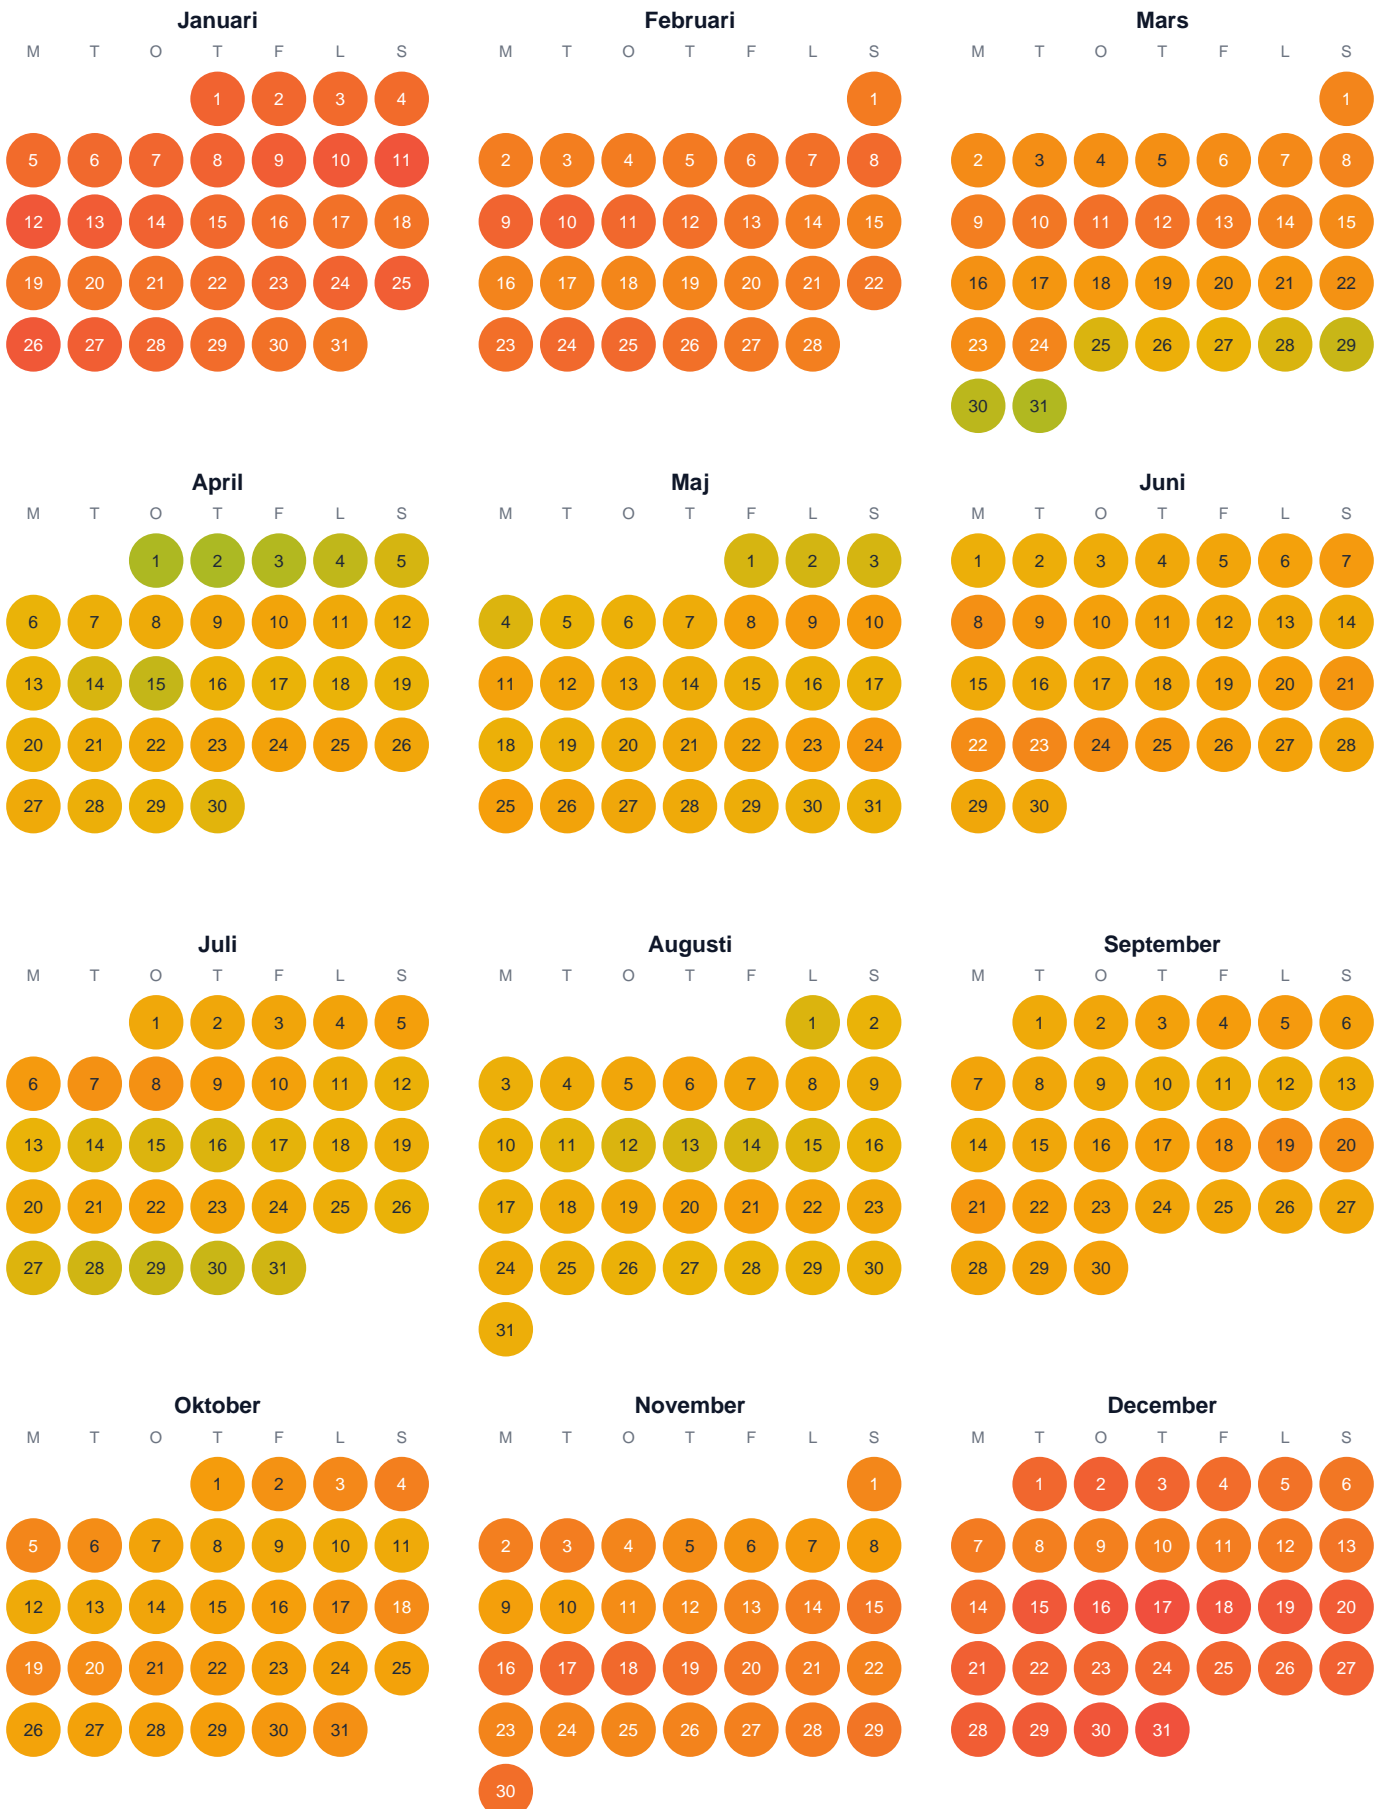 Januari
M T O T F L S
1 2 3 4
5 6 7 8 9 10 11
12 13 14 15 16 17 18
19 20 21 22 23 24 25
26 27 28 29 30 31
Februari
M T O T F L S
1
2 3 4 5 6 7 8
9 10 11 12 13 14 15
16 17 18 19 20 21 22
23 24 25 26 27 28
Mars
M T O T F L S
1
2 3 4 5 6 7 8
9 10 11 12 13 14 15
16 17 18 19 20 21 22
23 24 25 26 27 28 29
30 31
April
M T O T F L S
1 2 3 4 5
6 7 8 9 10 11 12
13 14 15 16 17 18 19
20 21 22 23 24 25 26
27 28 29 30
Maj
M T O T F L S
1 2 3
4 5 6 7 8 9 10
11 12 13 14 15 16 17
18 19 20 21 22 23 24
25 26 27 28 29 30 31
Juni
M T O T F L S
1 2 3 4 5 6 7
8 9 10 11 12 13 14
15 16 17 18 19 20 21
22 23 24 25 26 27 28
29 30
Juli
M T O T F L S
1 2 3 4 5
6 7 8 9 10 11 12
13 14 15 16 17 18 19
20 21 22 23 24 25 26
27 28 29 30 31
Augusti
M T O T F L S
1 2
3 4 5 6 7 8 9
10 11 12 13 14 15 16
17 18 19 20 21 22 23
24 25 26 27 28 29 30
31
September
M T O T F L S
1 2 3 4 5 6
7 8 9 10 11 12 13
14 15 16 17 18 19 20
21 22 23 24 25 26 27
28 29 30
Oktober
M T O T F L S
1 2 3 4
5 6 7 8 9 10 11
12 13 14 15 16 17 18
19 20 21 22 23 24 25
26 27 28 29 30 31
November
M T O T F L S
1
2 3 4 5 6 7 8
9 10 11 12 13 14 15
16 17 18 19 20 21 22
23 24 25 26 27 28 29
30
December
M T O T F L S
1 2 3 4 5 6
7 8 9 10 11 12 13
14 15 16 17 18 19 20
21 22 23 24 25 26 27
28 29 30 31